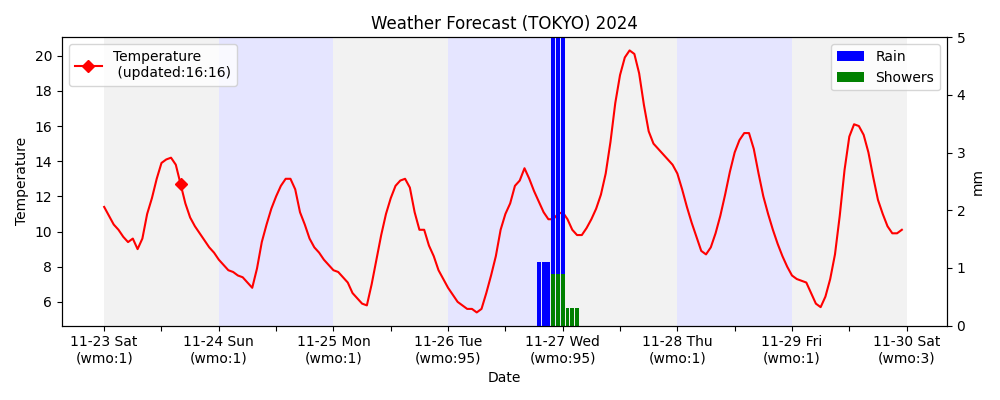 Weather Forecast (TOKYO) 2024
Temperature
(updated:16:16)
Rain
Showers
20
18
16
14
12
10
8
6
Temperature
5
4
3
2
1
0
mm
11-23 Sat
(wmo:1)
11-24 Sun
(wmo:1)
11-25 Mon
(wmo:1)
11-26 Tue
(wmo:95)
11-27 Wed
(wmo:95)
11-28 Thu
(wmo:1)
11-29 Fri
(wmo:1)
11-30 Sat
(wmo:3)
Date